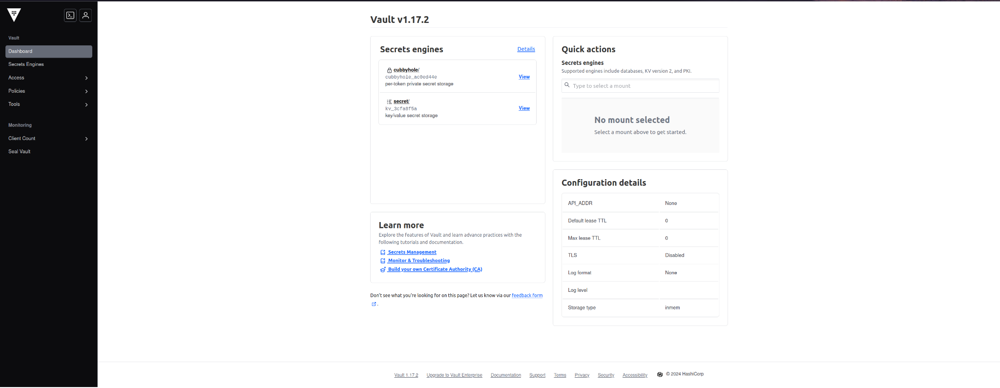 Vault
Dashboard
Secrets Engines
Access
Policies
Tools
Monitoring
Client Count
Seal Vault
Vault v1.17.2
Secrets engines
Details
cubbyhole/
cubbyhole_ac0ed44e
per-token private secret storage
View
secret/
kv_3cfa8f5a
key/value secret storage
View
Learn more
Explore the features of Vault and learn advance practices with the
following tutorials and documentation.
Secrets Management
Monitor & Troubleshooting
Build your own Certificate Authority (CA)
Don't see what you're looking for on this page? Let us know via our feedback form
.
Quick actions
Secrets engines
Supported engines include databases, KV version 2, and PKI.
Type to select a mount
No mount selected
Select a mount above to get started.
Configuration details
API_ADDR None
Default lease TTL 0
Max lease TTL 0
TLS Disabled
Log format None
Log level
Storage type inmem
Vault 1.17.2 Upgrade to Vault Enterprise Documentation Support Terms Privacy Security Accessibility © 2024 HashiCorp